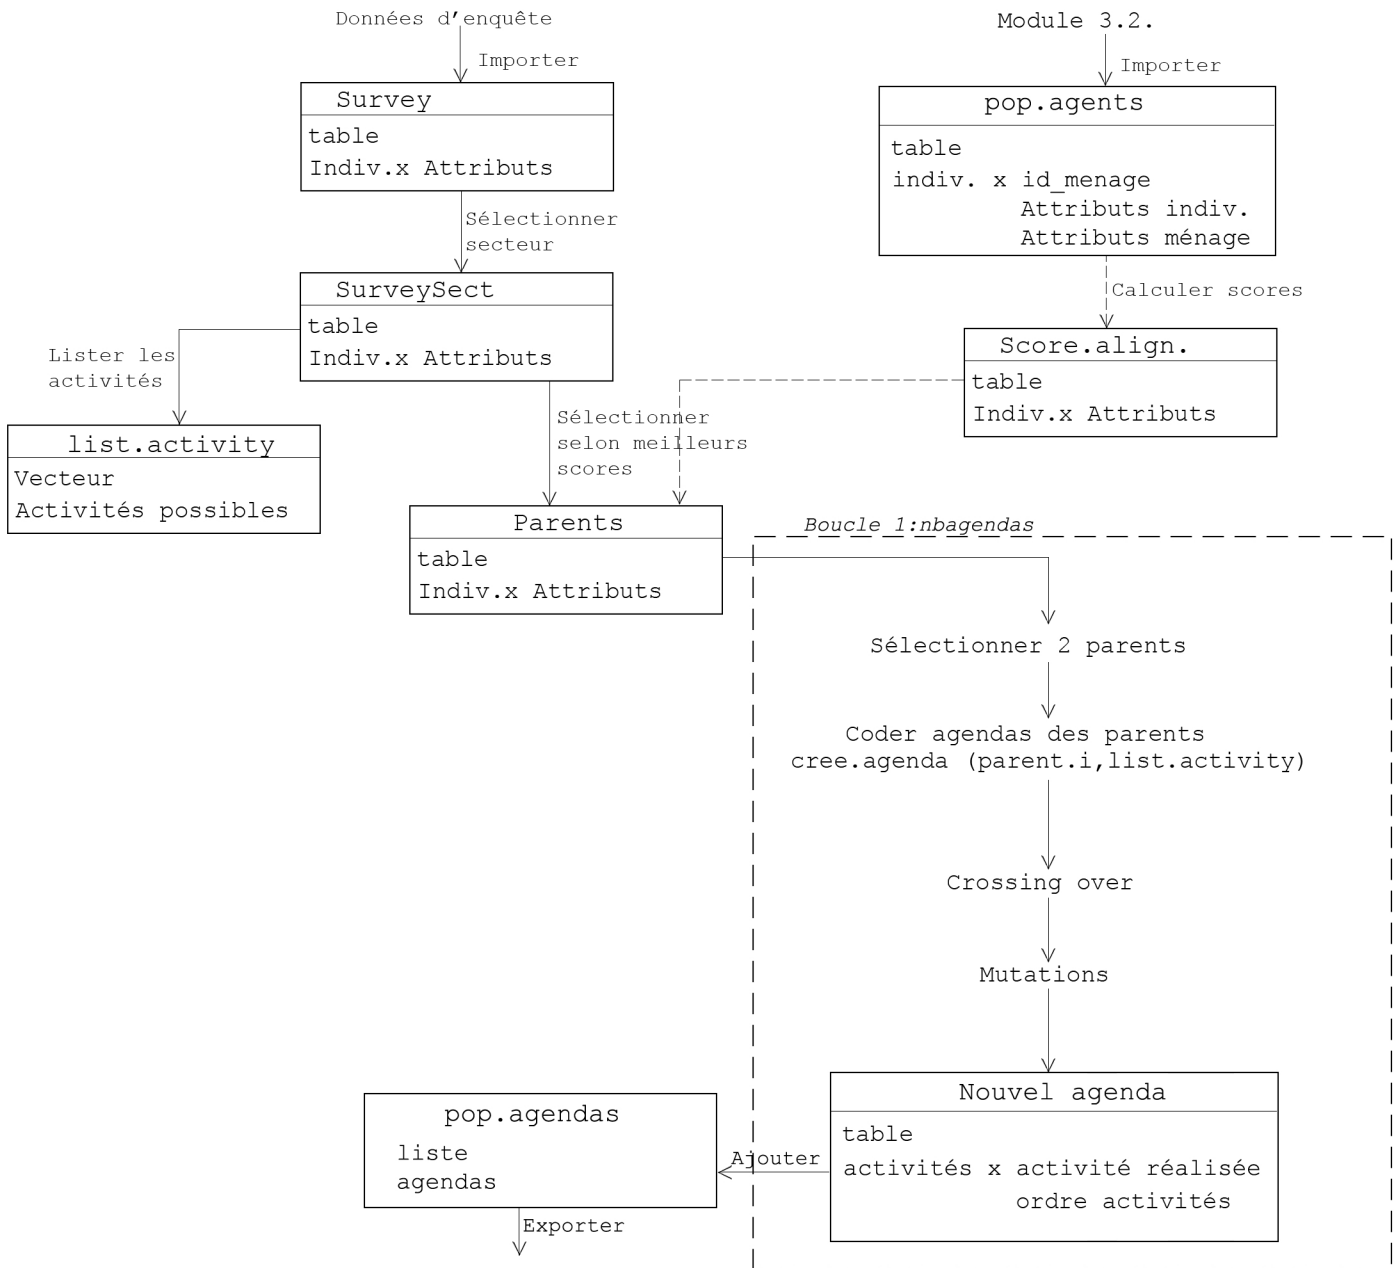 Données d'enquête
Importer
Survey
table
Indiv.x Attributs
Sélectionner
secteur
SurveySect
table
Indiv.x Attributs
Lister les
activités
list.activity
Vecteur
Activités possibles
Module 3.2.
Importer
pop.agents
table
indiv. x id_menage
Attributs indiv.
Attributs ménage
Calculer scores
Score.align.
table
Indiv.x Attributs
Sélectionner
selon meilleurs
scores
Parents
table
Indiv.x Attributs
Boucle 1:nbagendas
Sélectionner 2 parents
Coder agendas des parents
cree.agenda (parent.i,list.activity)
Crossing over
Mutations
Nouvel agenda
table
activités x activité réalisée
ordre activités
Ajouter
pop.agendas
liste
agendas
Exporter